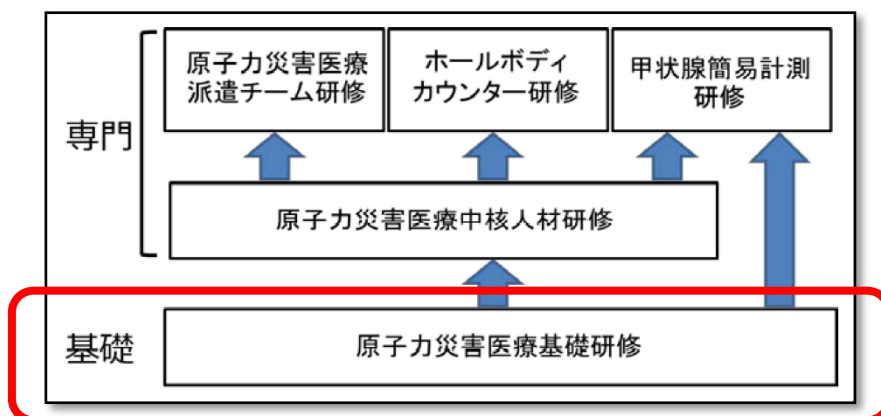 原子力災害医療
派遣チーム研修
ホールボディ
カウンター研修
甲状腺簡易計測
研修
専門
原子力災害医療中核人材研修
基礎
原子力災害医療基礎研修